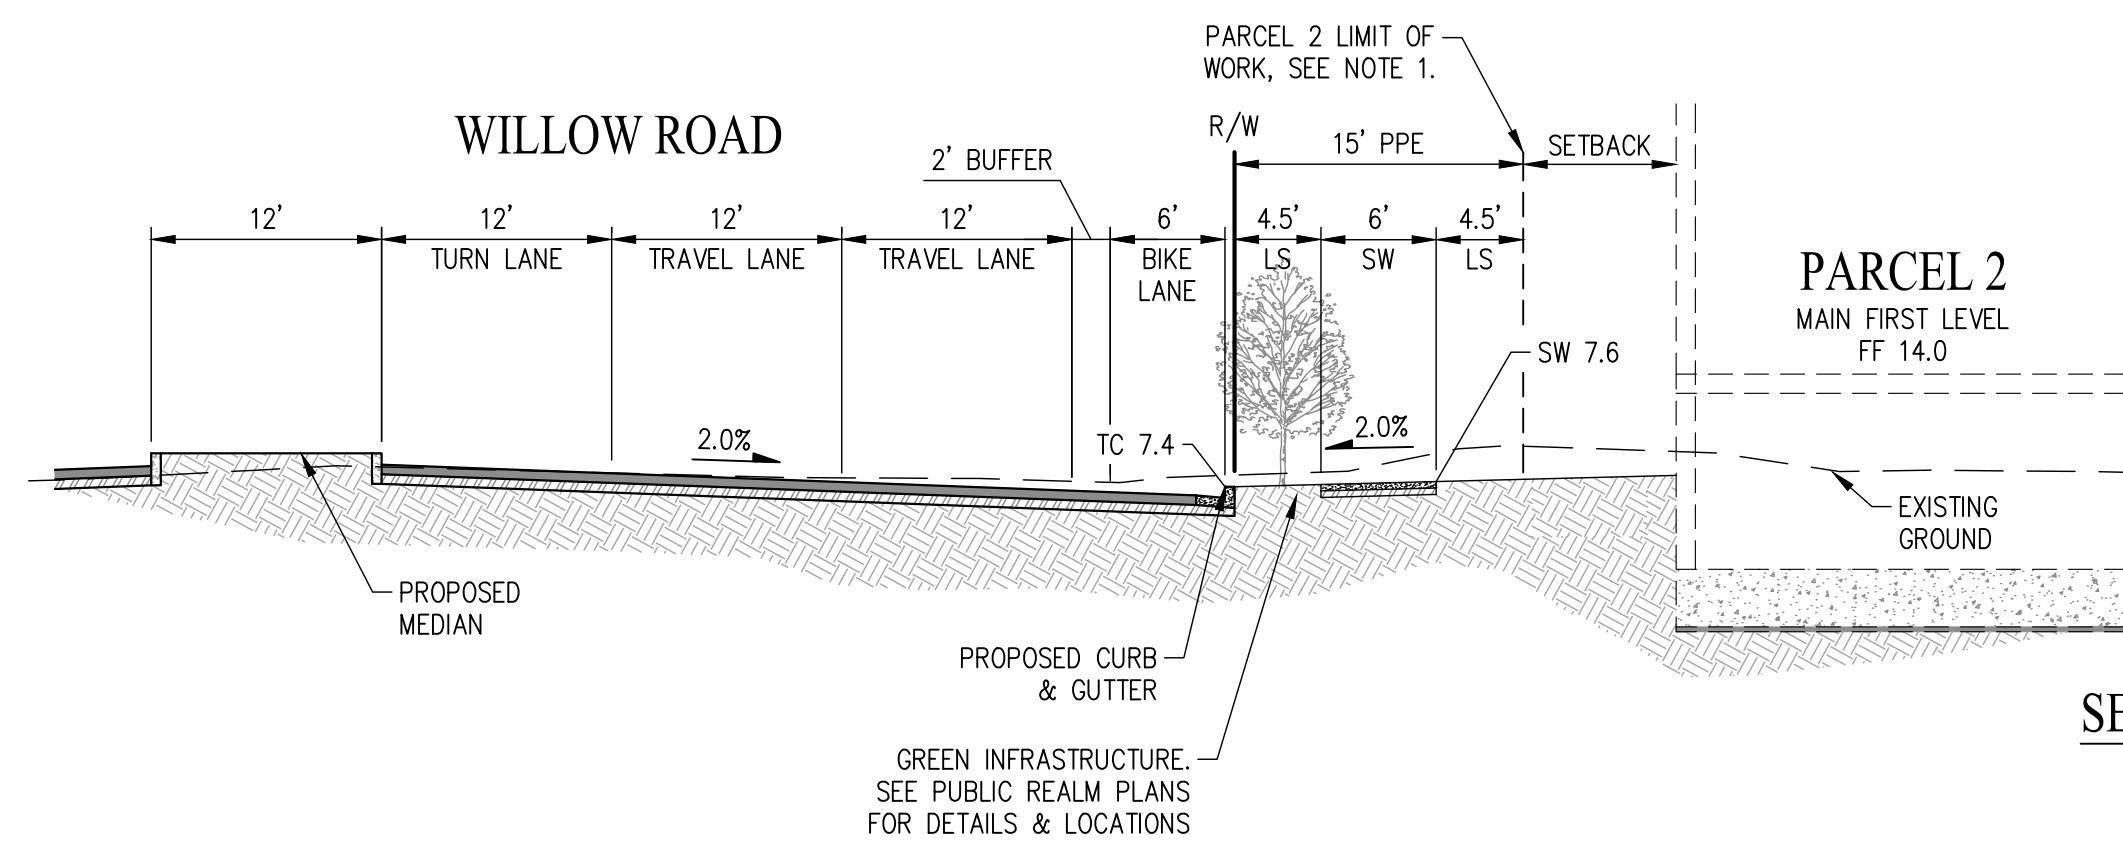 PARCEL 2 LIMIT OF
WORK, SEE NOTE 1.
WILLOW ROAD
R/W
15' PPE
SETBACK
2' BUFFER
12'
12'
TURN LANE
12'
TRAVEL LANE
12'
TRAVEL LANE
6'
BIKE
LANE
4.5'
LS
6'
SW
4.5'
LS
PARCEL 2
MAIN FIRST LEVEL
FF 14.0
SW 7.6
2.0%
TC 7.4
2.0%
EXISTING
GROUND
PROPOSED
MEDIAN
PROPOSED CURB
& GUTTER
GREEN INFRASTRUCTURE.
SEE PUBLIC REALM PLANS
FOR DETAILS & LOCATIONS
SE